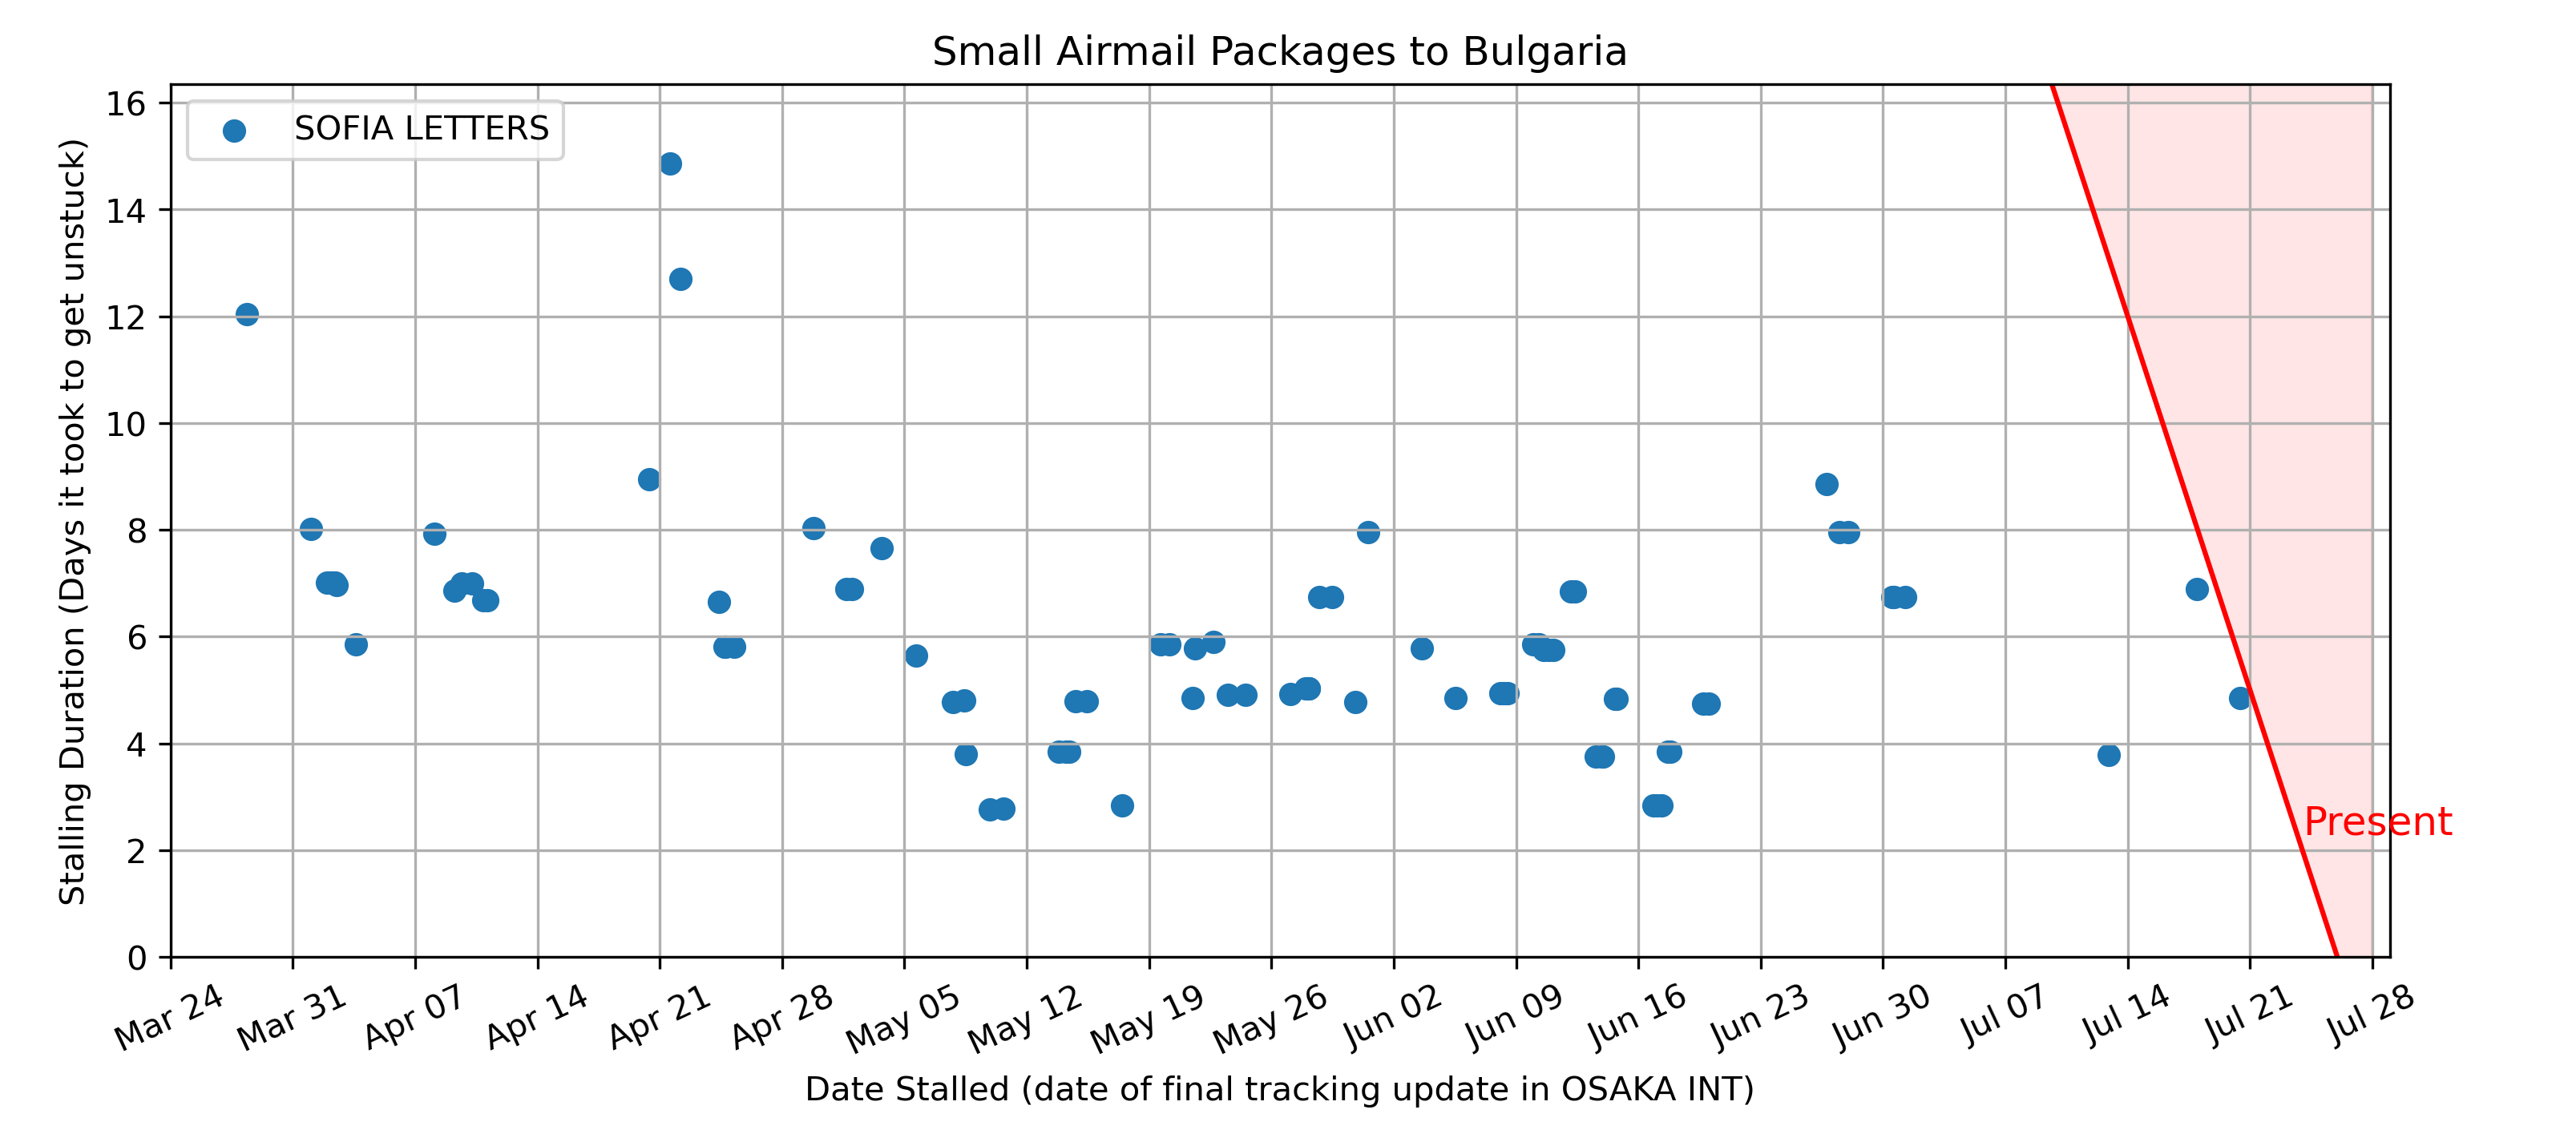 Small Airmail Packages to Bulgaria
SOFIA LETTERS
Stalling Duration (Days it took to get unstuck)
16
14
12
10
8
6
4
2
0
Present
Mar 24
Mar 31
Apr 07
Apr 14
Apr 21
Apr 28
May 05
May 12
May 19
May 26
Jun 02
Jun 09
Jun 16
Jun 23
Jun 30
Jul 07
Jul 14
Jul 21
Jul 28
Date Stalled (date of final tracking update in OSAKA INT)